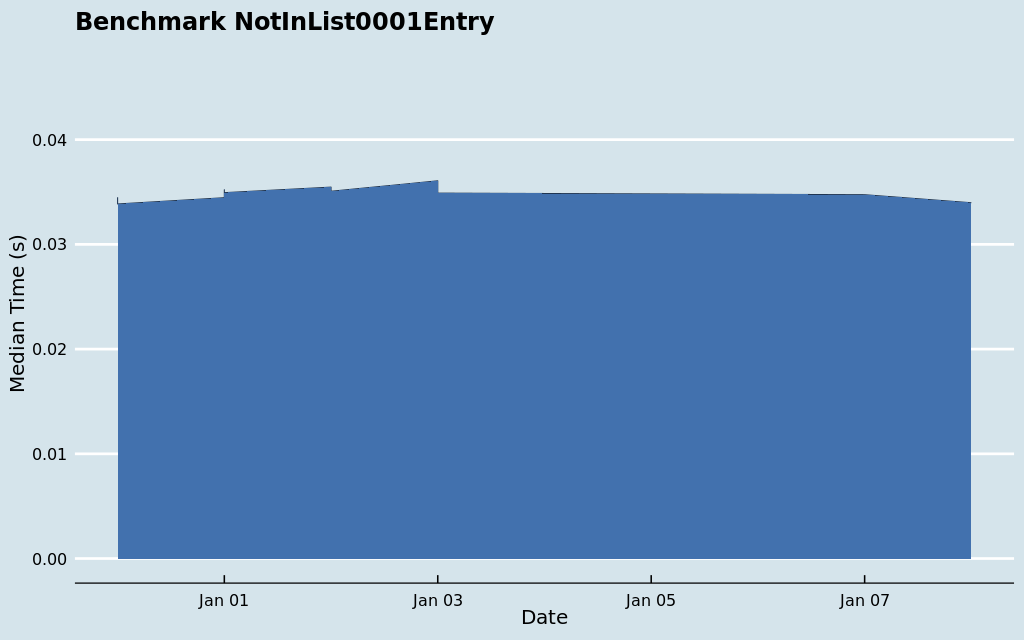 Benchmark NotInList0001Entry
0.04
0.03
0.02
0.01
0.00
Median Time (s)
Jan 01
Jan 03
Jan 05
Jan 07
Date